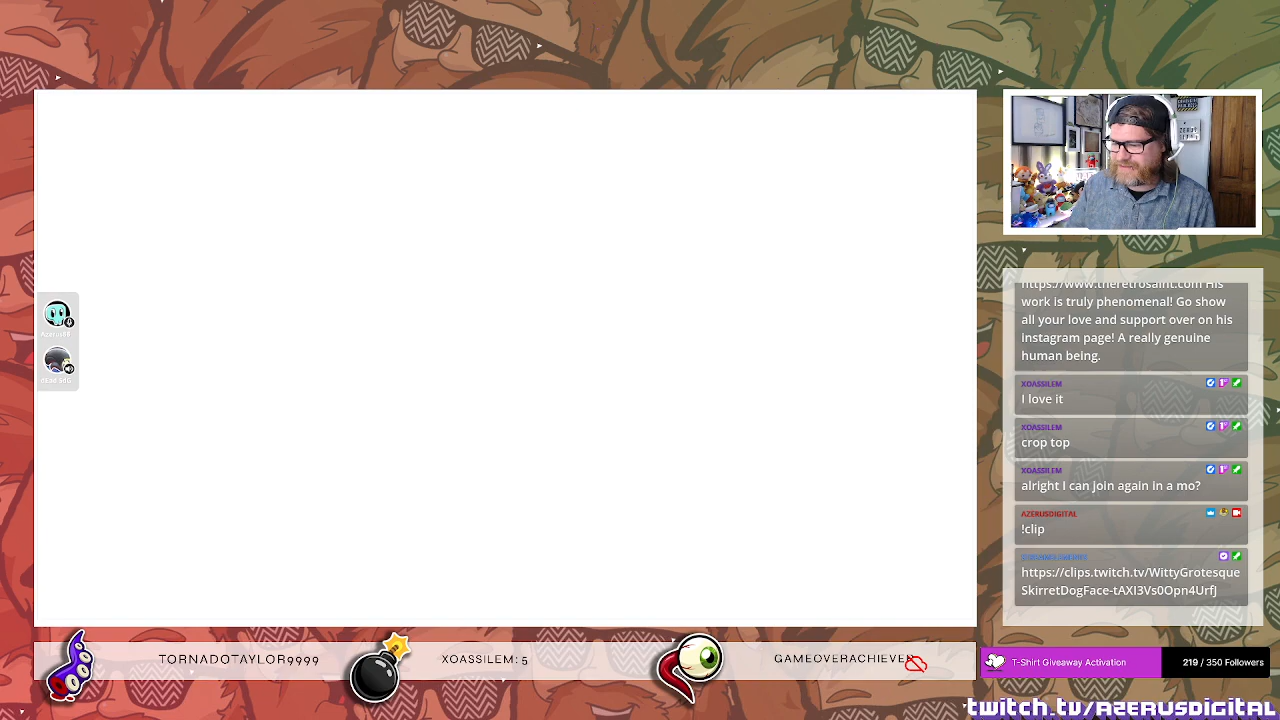 https://www.theretrosaint.com His
work is truly phenomenal! Go show
all your love and support over on his
instagram page! A really genuine
human being.
XOASSILEM
I love it
XOASSILEM
crop top
XOASSILEM
alright I can join again in a mo?
AZERUSDIGITAL
!clip
https://clips.twitch.tv/WittyGrotesque
SkirretDogFace-tAXI3Vs0Opn4UrfJ
TORNADOTAYLOR9999
XOASSILEM: 5
GAMEOVERACHIEVER
T-Shirt Giveaway Activation
219 / 350 Followers
twitch.tv/AZERUSDIGITAL